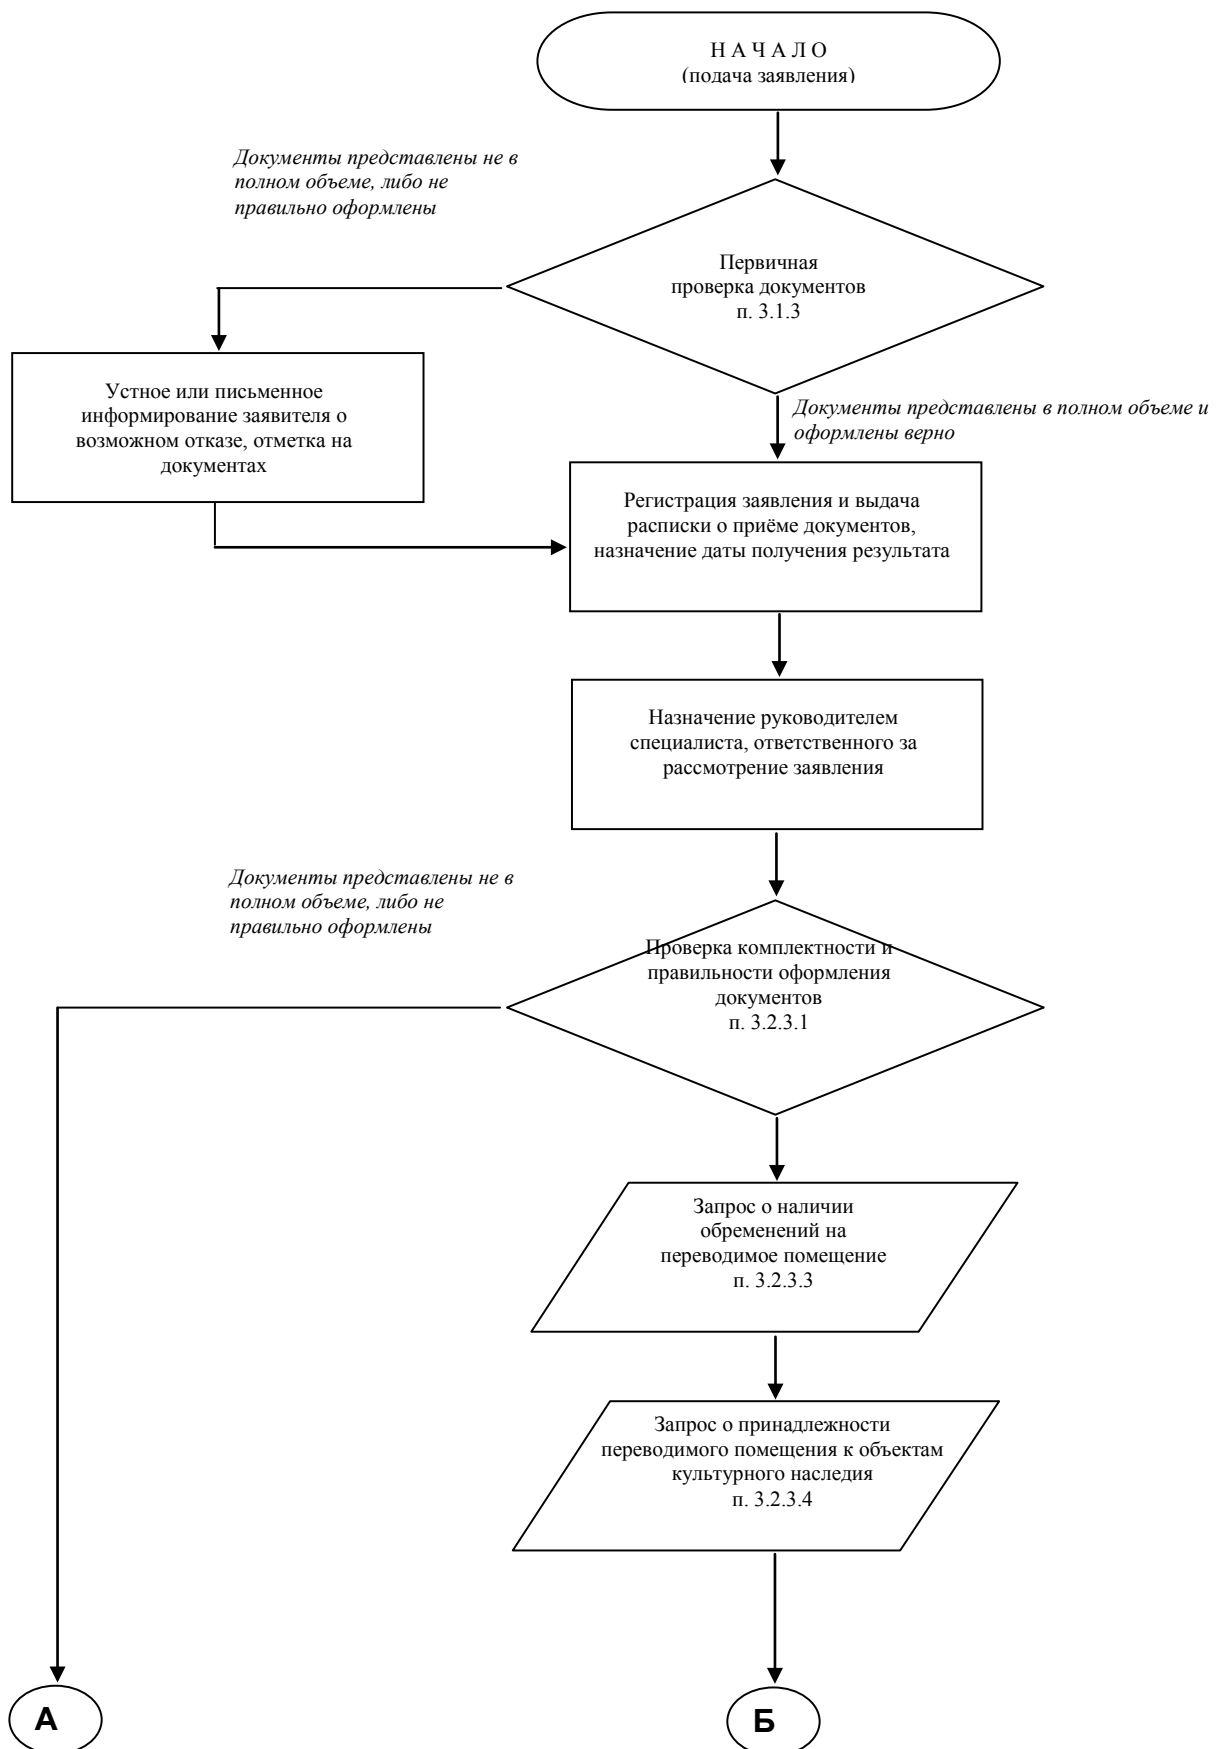 Н А Ч А Л О
(подача заявления)
Документы представлены не в
полном объеме, либо не
правильно оформлены
Первичная
проверка документов
п. 3.1.3
Устное или письменное
информирование заявителя о
возможном отказе, отметка на
документах
Документы представлены в полном объеме и
оформлены верно
Регистрация заявления и выдача
расписки о приёме документов,
назначение даты получения результата
Назначение руководителем
специалиста, ответственного за
рассмотрение заявления
Документы представлены не в
полном объеме, либо не
правильно оформлены
Проверка комплектности и
правильности оформления
документов
п. 3.2.3.1
Запрос о наличии
обременений на
переводимое помещение
п. 3.2.3.3
Запрос о принадлежности
переводимого помещения к объектам
культурного наследия
п. 3.2.3.4
А
Б